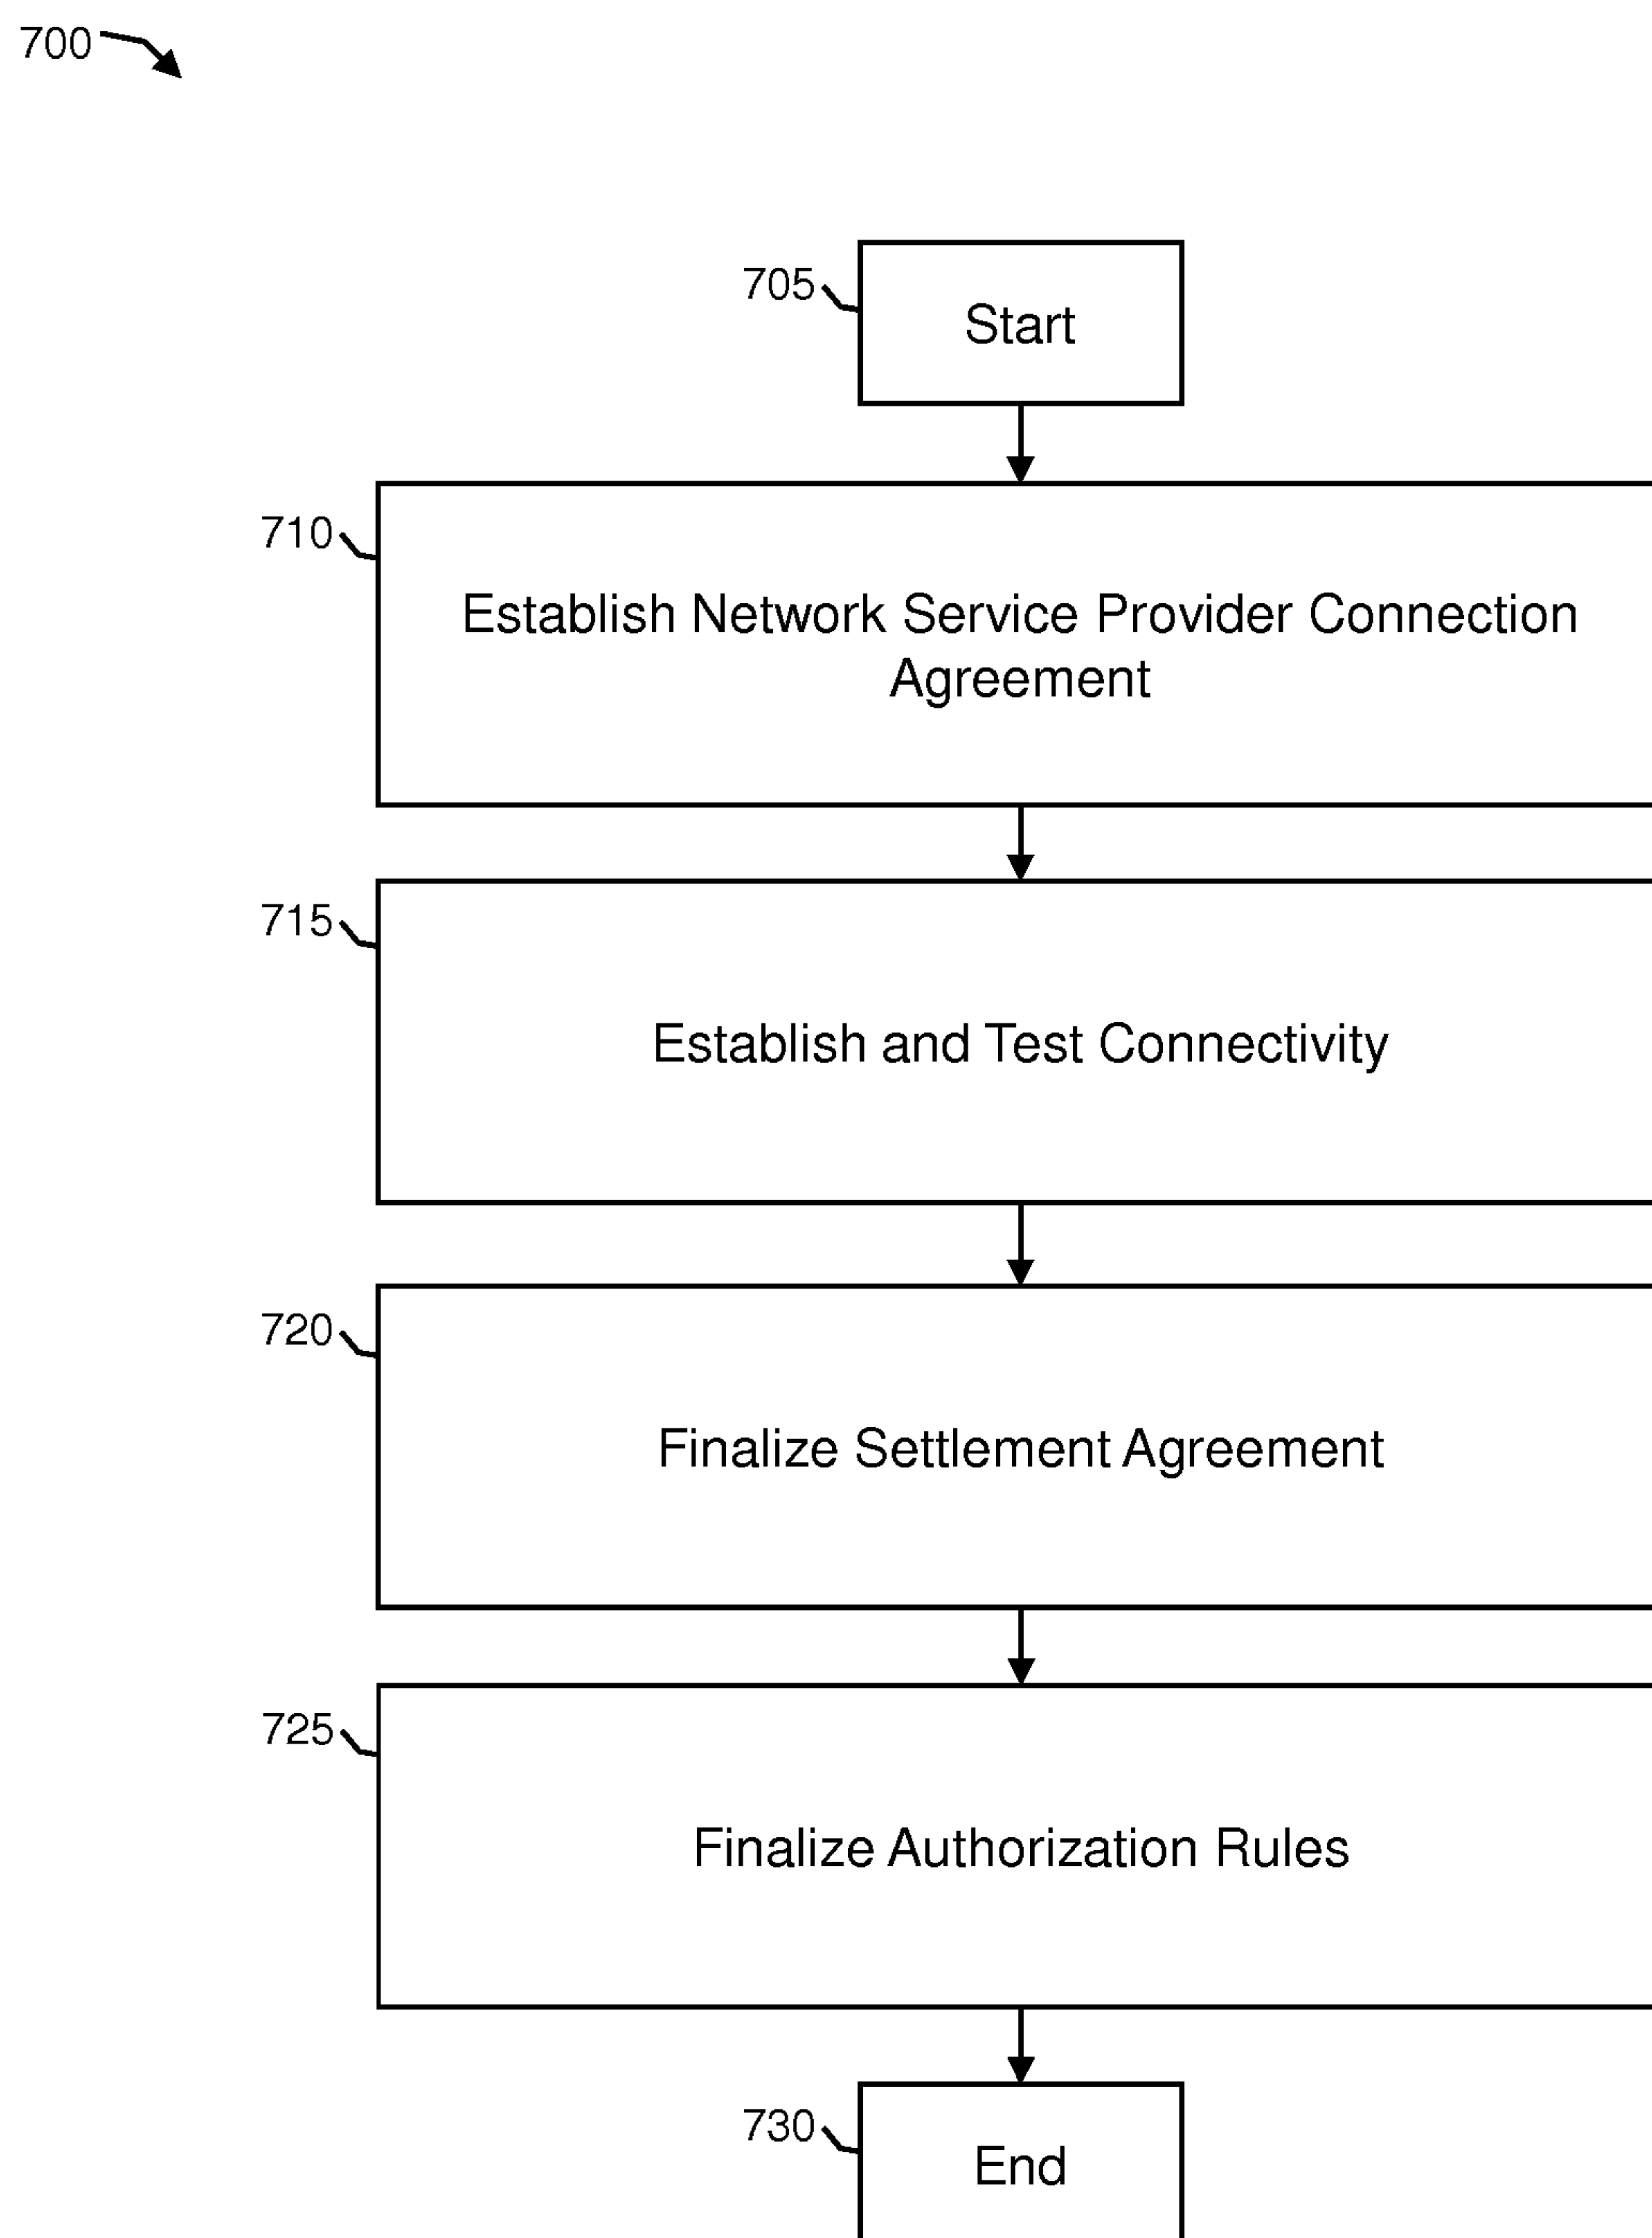 700
705
Start
710
Establish Network Service Provider Connection
Agreement
715
Establish and Test Connectivity
720
Finalize Settlement Agreement
725
Finalize Authorization Rules
730
End